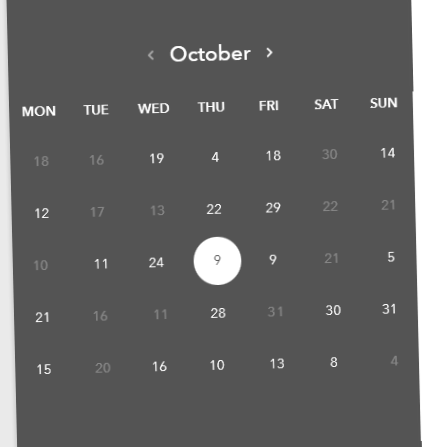 ‹ October ›
MON TUE WED THU FRI SAT SUN
18 16 19 4 18 30 14
12 17 13 22 29 22 21
10 11 24 9 9 21 5
21 16 11 28 31 30 31
15 20 16 10 13 8 4